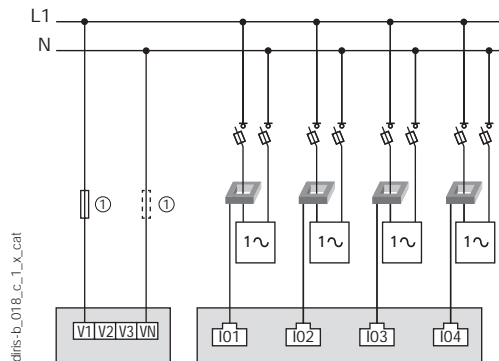 L1
N
① ①
1∿ 1∿ 1∿ 1∿
V1 V2 V3 VN
I01 I02 I03 I04
diris-b_018_c_1_x_cat